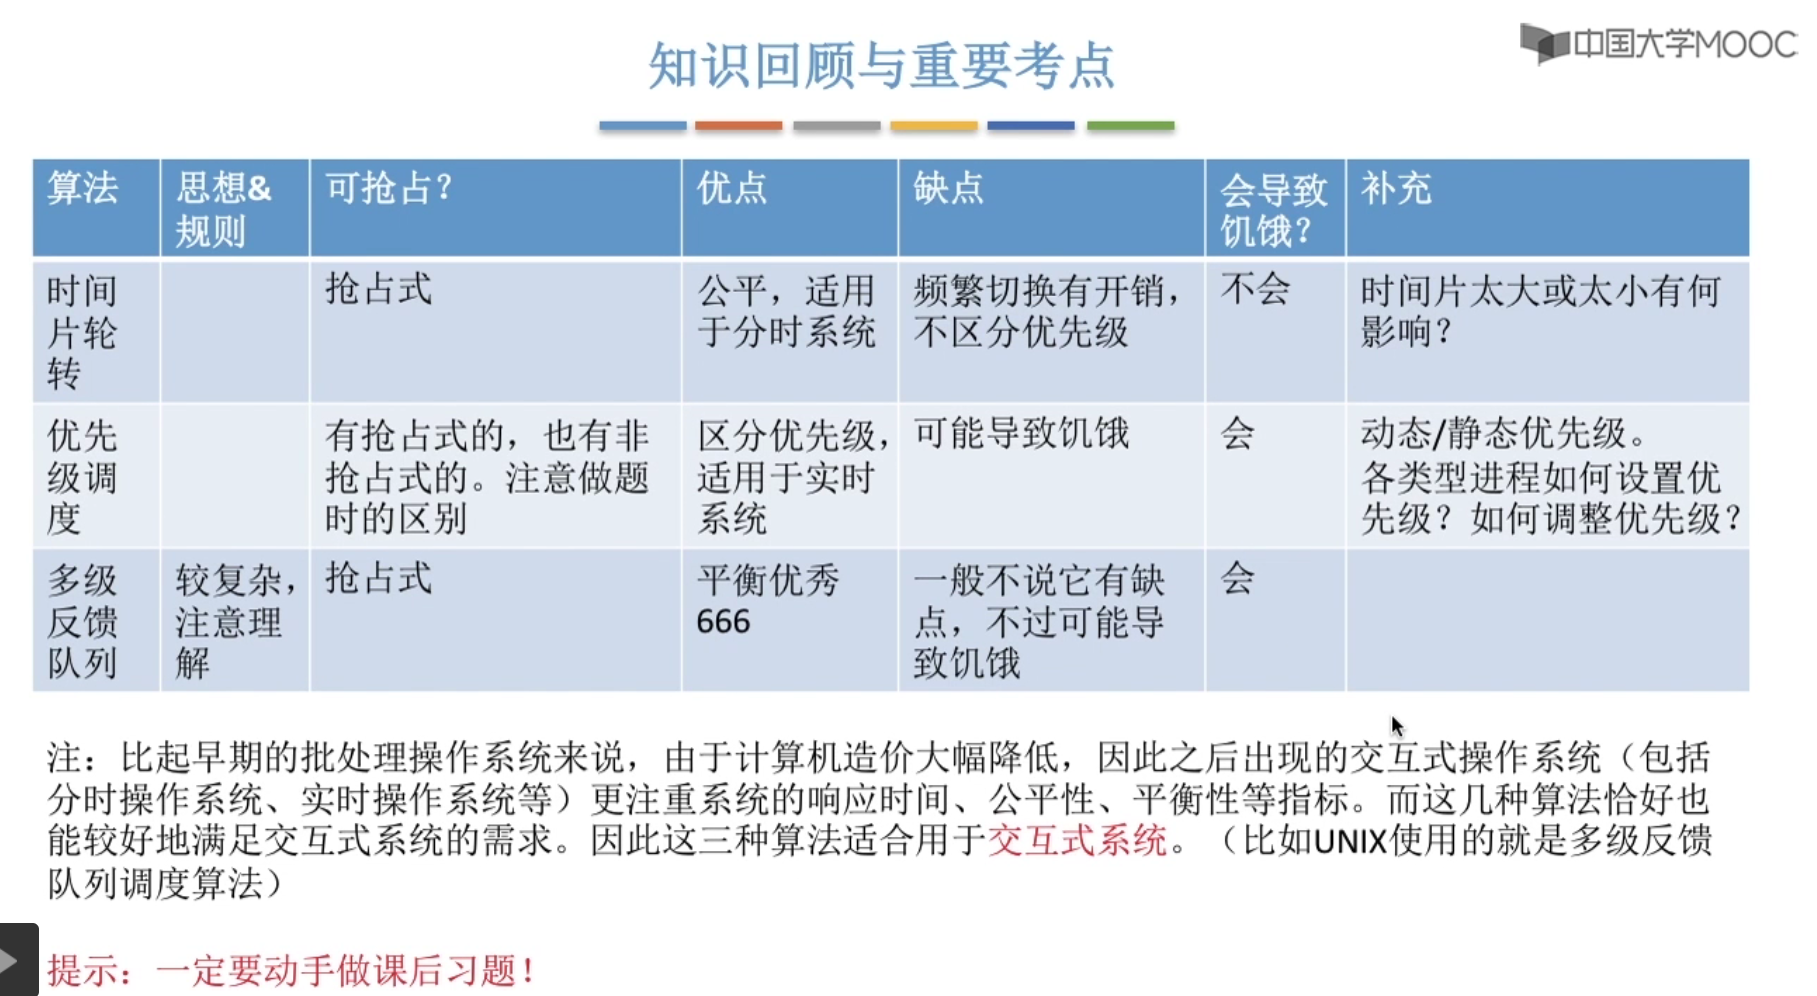 中国大学MOOC
知识回顾与重要考点
算法
思想&
规则
可抢占？
优点
缺点
会导致
饥饿？
补充
时间
片轮
转
抢占式
公平，适用
于分时系统
频繁切换有开销，
不区分优先级
不会
时间片太大或太小有何
影响？
优先
级调
度
有抢占式的，也有非
抢占式的。注意做题
时的区别
区分优先级，
适用于实时
系统
可能导致饥饿
会
动态/静态优先级。
各类型进程如何设置优
先级？如何调整优先级？
多级
反馈
队列
较复杂，
注意理
解
抢占式
平衡优秀
666
一般不说它有缺
点，不过可能导
致饥饿
会
注：比起早期的批处理操作系统来说，由于计算机造价大幅降低，因此之后出现的交互式操作系统（包括
分时操作系统、实时操作系统等）更注重系统的响应时间、公平性、平衡性等指标。而这几种算法恰好也
能较好地满足交互式系统的需求。因此这三种算法适合用于交互式系统。（比如UNIX使用的就是多级反馈
队列调度算法）
提示：一定要动手做课后习题！